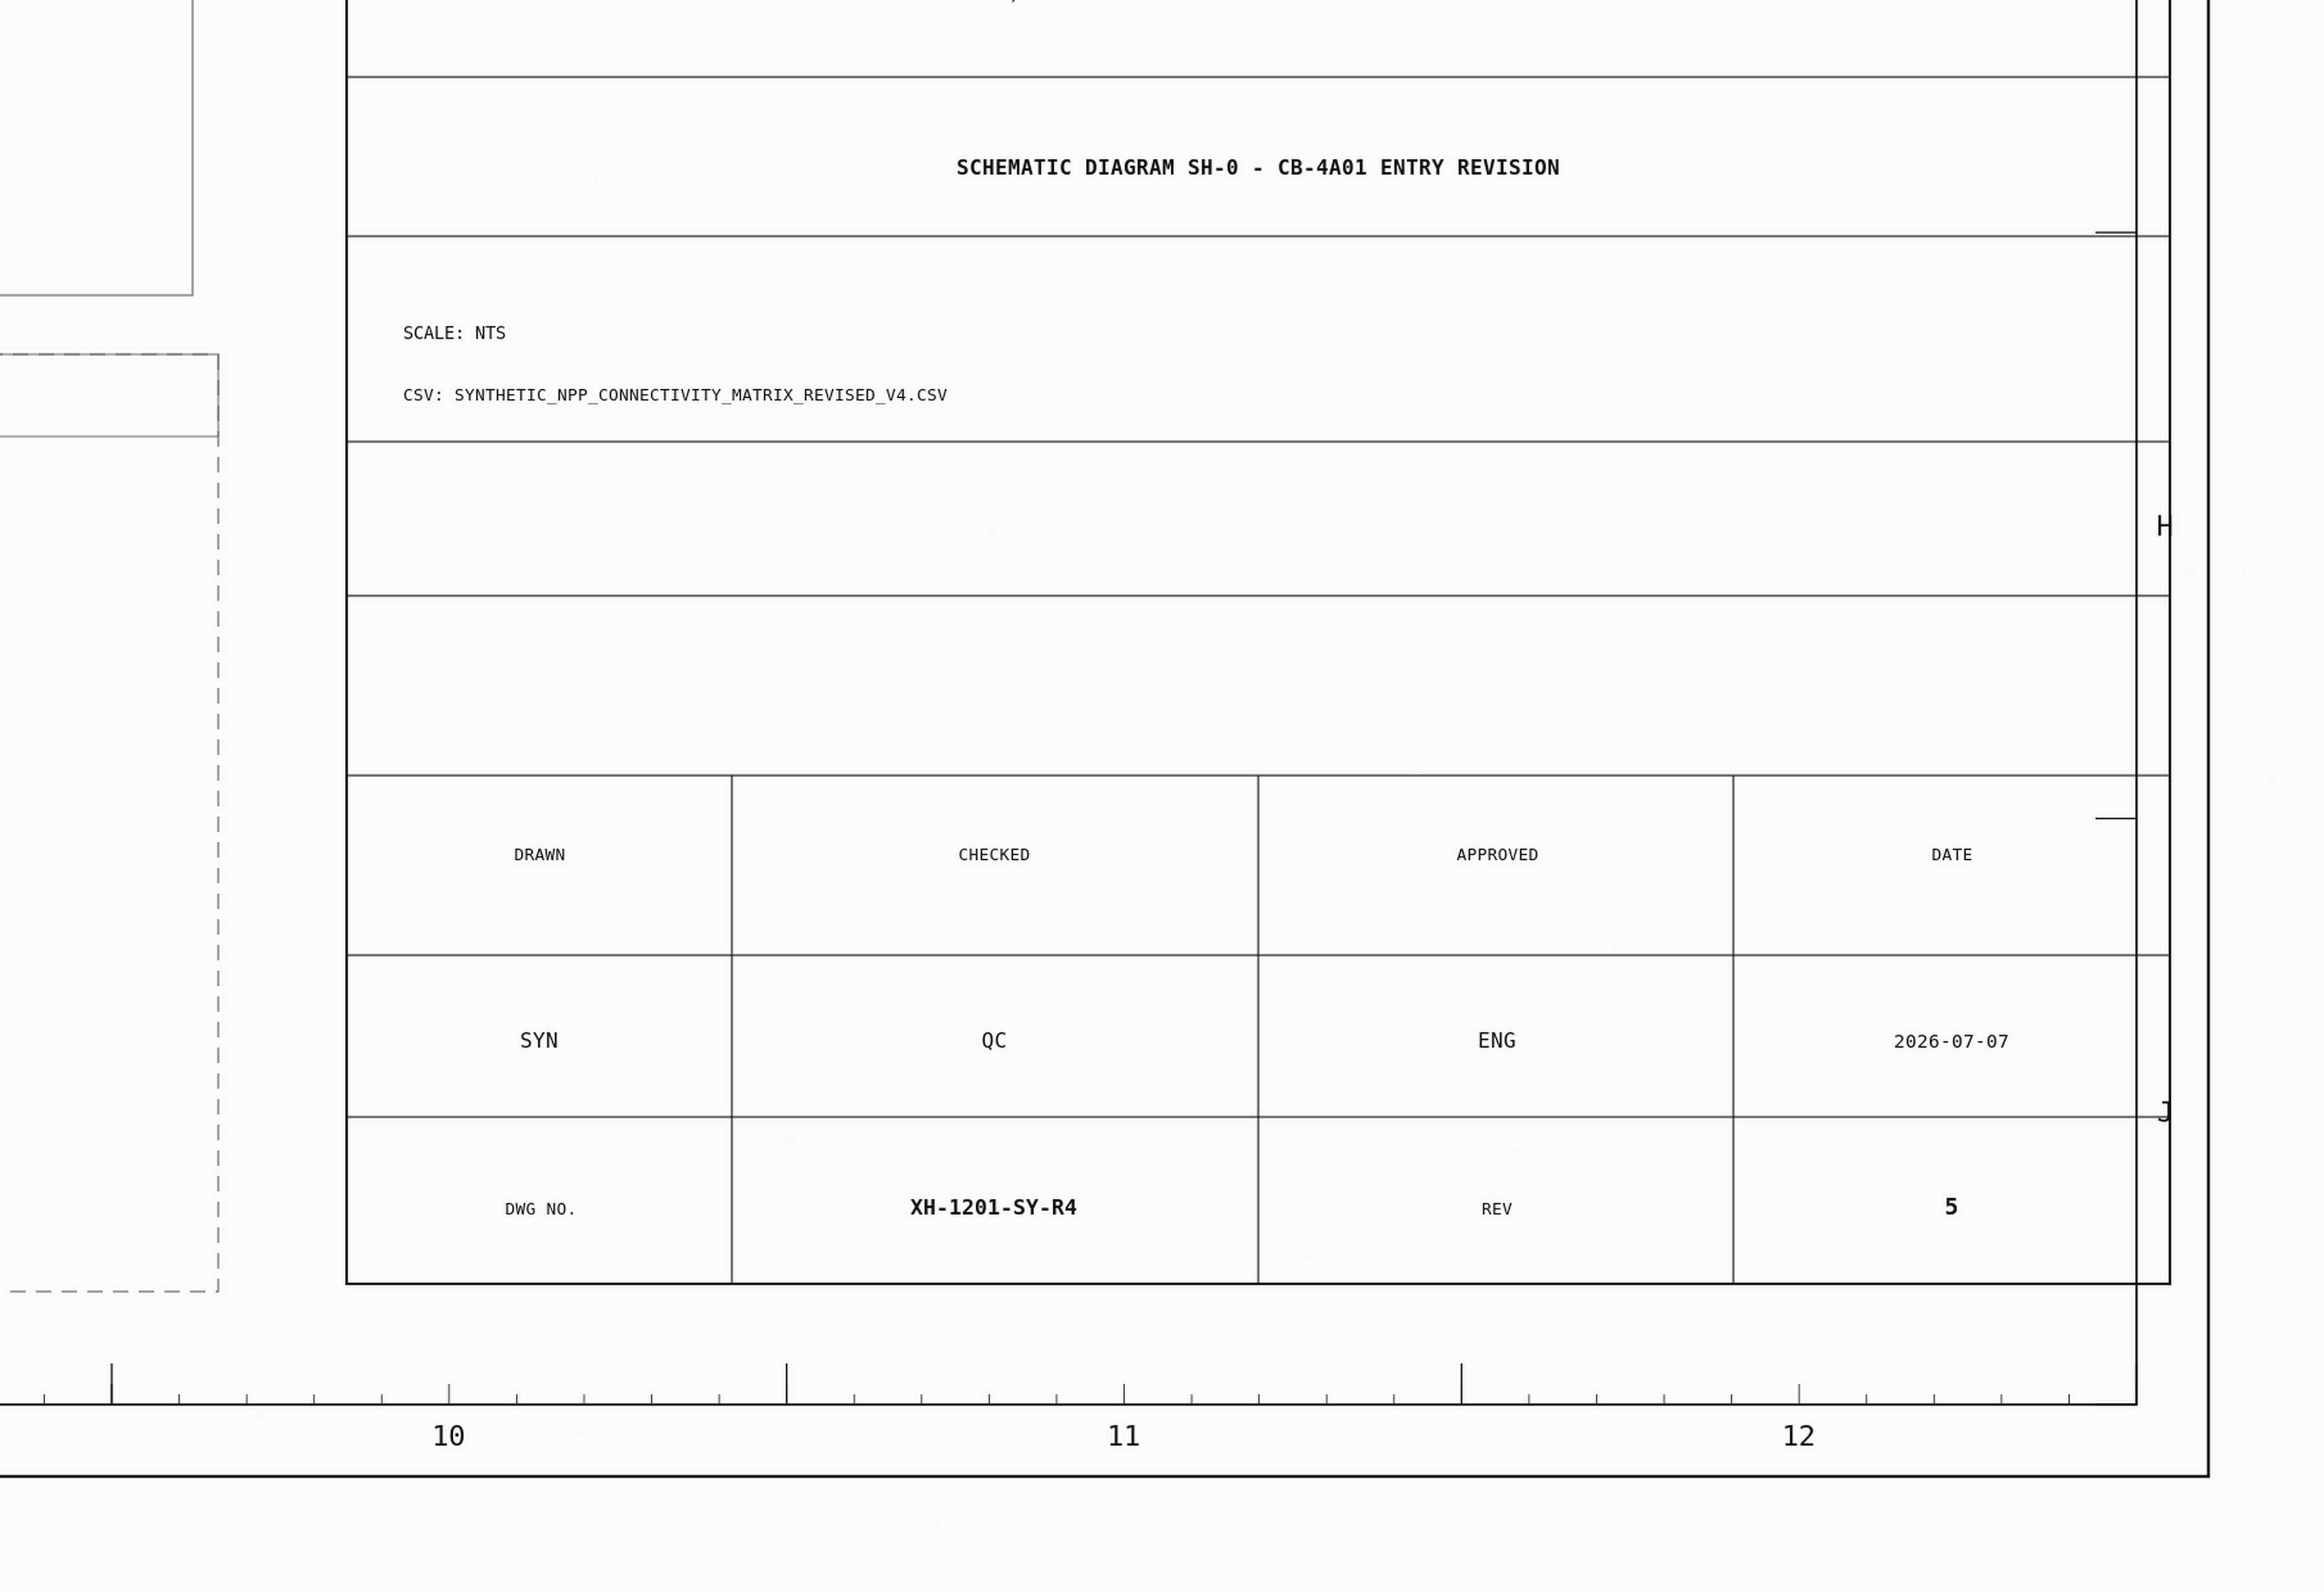 SCHEMATIC DIAGRAM SH-0 - CB-4A01 ENTRY REVISION
SCALE: NTS
CSV: SYNTHETIC_NPP_CONNECTIVITY_MATRIX_REVISED_V4.CSV
H
DRAWN CHECKED APPROVED DATE
SYN QC ENG 2026-07-07
J
DWG NO. XH-1201-SY-R4 REV 5
10 11 12